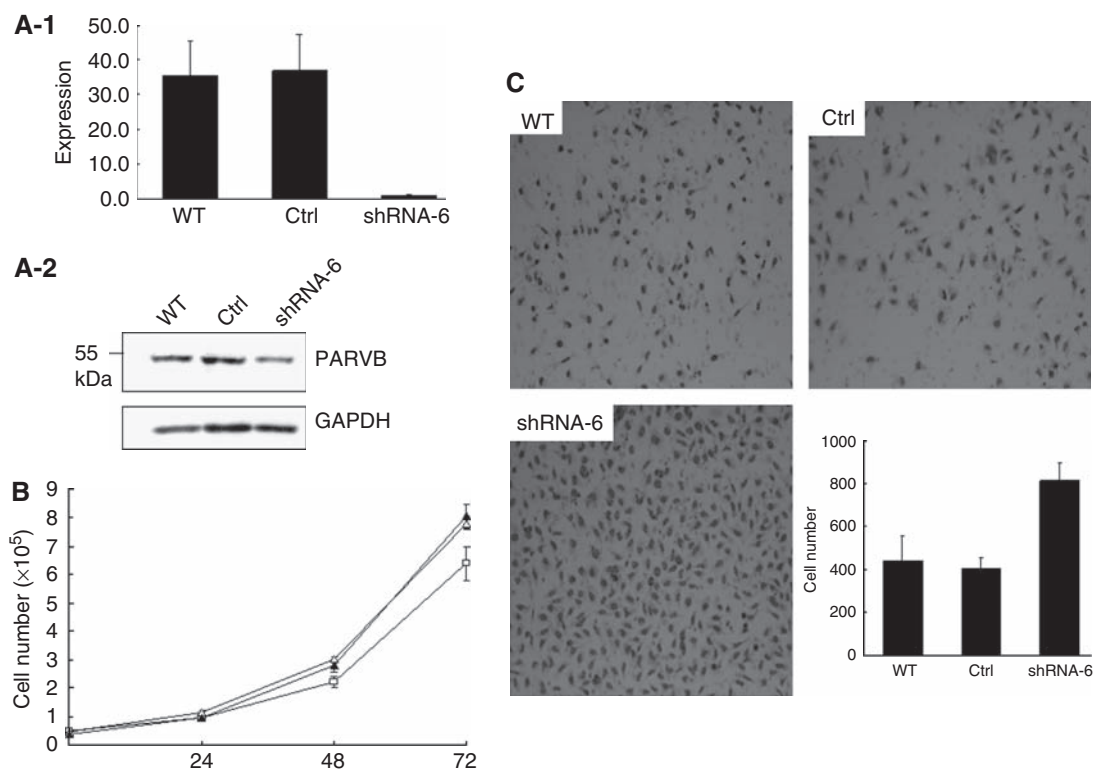 A-1
Expression
50.0
40.0
30.0
20.0
10.0
0.0
WT Ctrl shRNA-6
A-2
WT Ctrl shRNA-6
55
kDa
PARVB
GAPDH
B
Cell number (×10⁵)
9
8
7
6
5
4
3
2
1
0
24 48 72
C
WT
Ctrl
shRNA-6
Cell number
1000
800
600
400
200
0
WT Ctrl shRNA-6